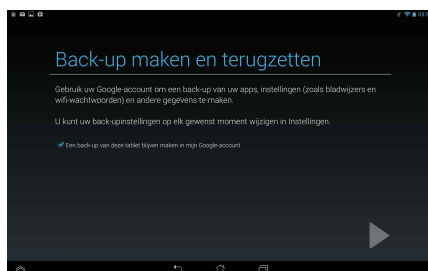 Back-up maken en terugzetten
Gebruik uw Google-account om een back-up van uw apps, instellingen (zoals bladwijzers en
wifi-wachtwoorden) en andere gegevens te maken.
U kunt uw back-upinstellingen op elk gewenst moment wijzigen in Instellingen.
Een back-up van deze tablet blijven maken in mijn Google-account